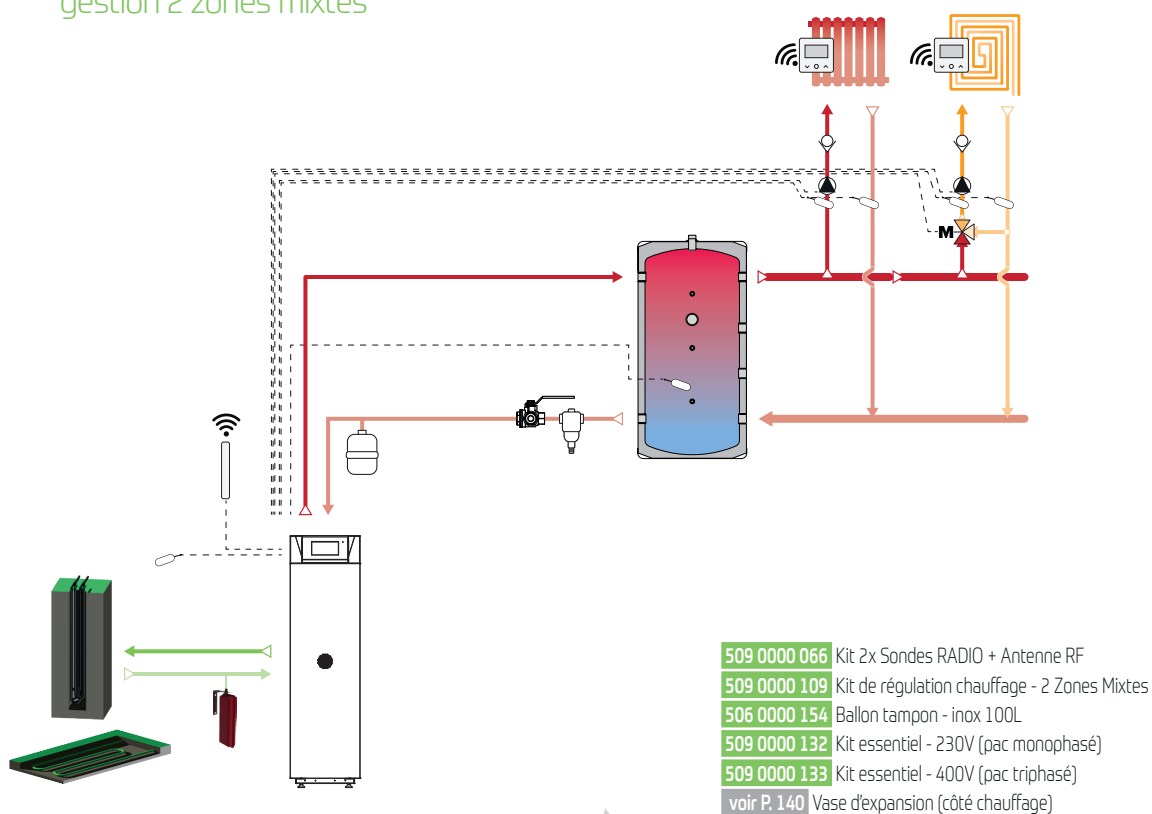 gestion 2 zones mixtes
M
509 0000 066 Kit 2x Sondes RADIO + Antenne RF
509 0000 109 Kit de régulation chauffage - 2 Zones Mixtes
506 0000 154 Ballon tampon - inox 100L
509 0000 132 Kit essentiel - 230V (pac monophasé)
509 0000 133 Kit essentiel - 400V (pac triphasé)
voir P. 140 Vase d'expansion (côté chauffage)